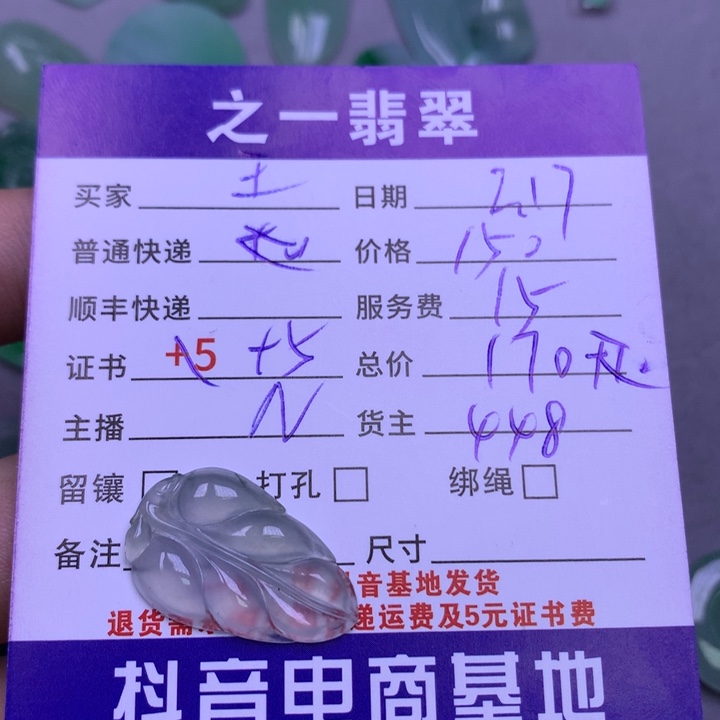 之一翡翠
买家 王 日期 2.17
普通快递 价格 150
顺丰快递 服务费 15
证书 +5 +5 总价 170元
主播 N 货主 448
留镶 打孔 绑绳
备注 尺寸
音基地发货
退货需 递运费及5元证书费
抖音电商基地